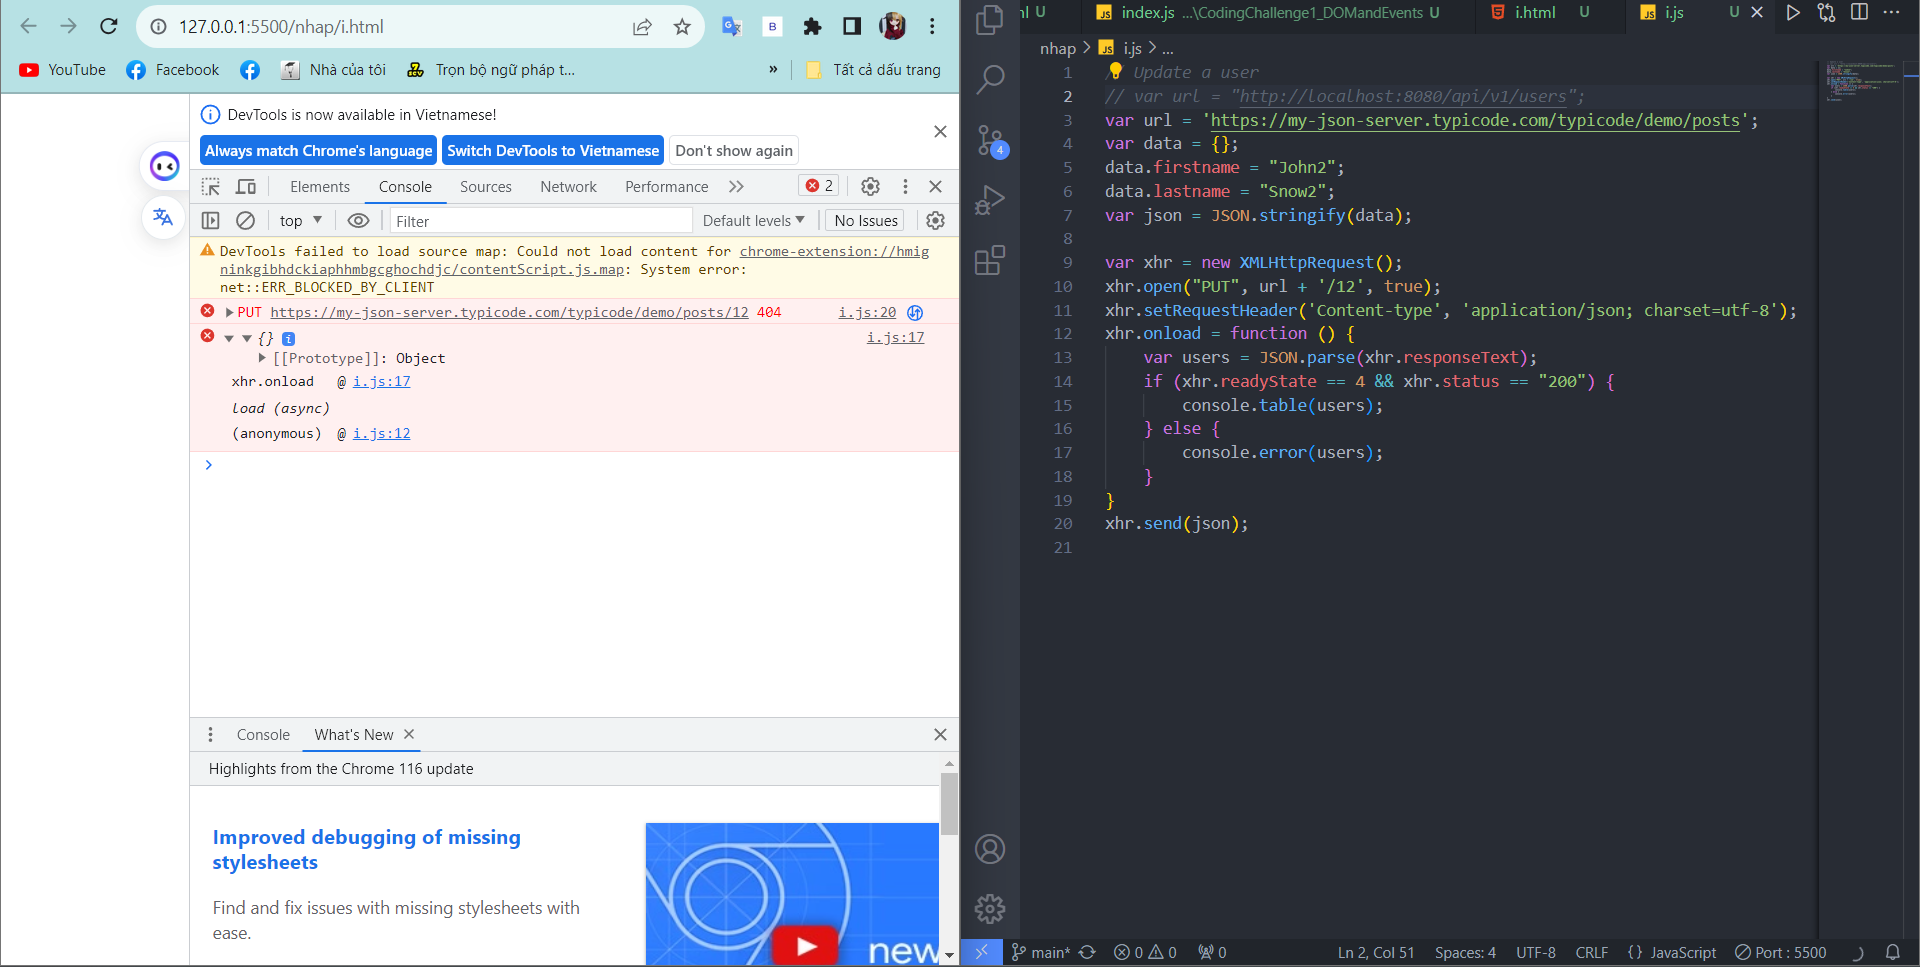 127.0.0.1:5500/nhap/i.html
YouTube
Facebook
Nhà của tôi
Trọn bộ ngữ pháp t...
»
Tất cả dấu trang
DevTools is now available in Vietnamese!
Always match Chrome's language
Switch DevTools to Vietnamese
Don't show again
Elements
Console
Sources
Network
Performance
2
top
Filter
Default levels
No Issues
DevTools failed to load source map: Could not load content for chrome-extension://hmig
ninkgibhdckiaphhmbgcghochdjc/contentScript.js.map: System error:
net::ERR_BLOCKED_BY_CLIENT
PUT https://my-json-server.typicode.com/typicode/demo/posts/12 404
i.js:20
{} i
i.js:17
[[Prototype]]: Object
xhr.onload @ i.js:17
load (async)
(anonymous) @ i.js:12
Console
What's New
Highlights from the Chrome 116 update
Improved debugging of missing
stylesheets
Find and fix issues with missing stylesheets with
ease.
new
nl U
JS index.js ...\CodingChallenge1_DOMandEvents U
i.html U
JS i.js U
nhap > JS i.js > ...
4
1 // Update a user
2 // var url = "http://localhost:8080/api/v1/users";
3 var url = 'https://my-json-server.typicode.com/typicode/demo/posts';
4 var data = {};
5 data.firstname = "John2";
6 data.lastname = "Snow2";
7 var json = JSON.stringify(data);
8
9 var xhr = new XMLHttpRequest();
10 xhr.open("PUT", url + '/12', true);
11 xhr.setRequestHeader('Content-type', 'application/json; charset=utf-8');
12 xhr.onload = function () {
13 var users = JSON.parse(xhr.responseText);
14 if (xhr.readyState == 4 && xhr.status == "200") {
15 console.table(users);
16 } else {
17 console.error(users);
18 }
19 }
20 xhr.send(json);
21
main*
0
0
0
Ln 2, Col 51
Spaces: 4
UTF-8
CRLF
{} JavaScript
Port : 5500